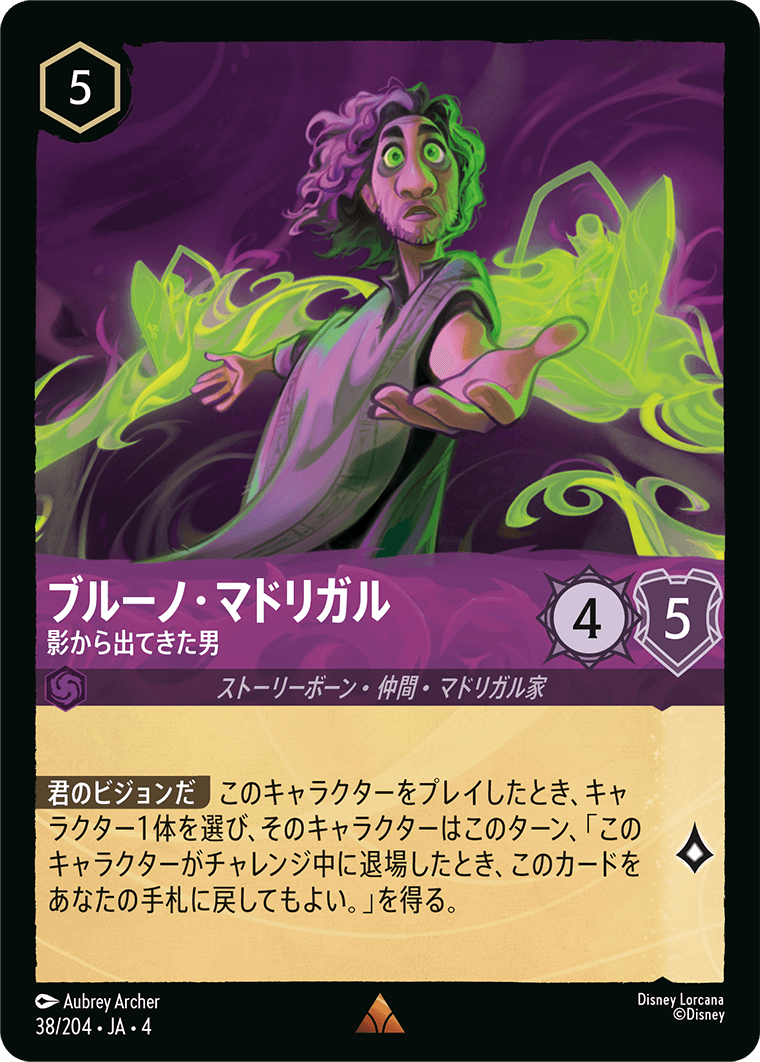 5
ブルーノ・マドリガル
影から出てきた男
4
5
ストーリーボーン・仲間・マドリガル家
君のビジョンだ このキャラクターをプレイしたとき、キャ
ラクター1体を選び、そのキャラクターはこのターン、「この
キャラクターがチャレンジ中に退場したとき、このカードを
あなたの手札に戻してもよい。」を得る。
Aubrey Archer
38/204・JA・4
Disney Lorcana
©Disney